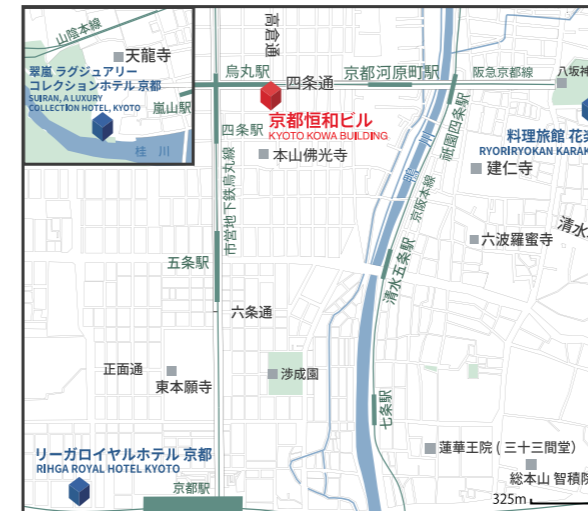 山陰本線
天龍寺
翠嵐 ラグジュアリー
コレクションホテル 京都
SUIRAN, A LUXURY
COLLECTION HOTEL, KYOTO
嵐山駅
桂 川
高倉通
烏丸駅
四条通
京都河原町駅
阪急京都線
八坂神
京都恒和ビル
KYOTO KOWA BUILDING
四条駅
本山佛光寺
市営地下鉄烏丸線
鴨 川
京阪本線
祇園四条駅
料理旅館 花楽
RYORIRYOKAN KARAK
建仁寺
清水
六波羅蜜寺
五条駅
清水五条駅
六条通
正面通
東本願寺
渉成園
七条駅
リーガロイヤルホテル 京都
RIHGA ROYAL HOTEL KYOTO
京都駅
蓮華王院 ( 三十三間堂）
総本山 智積院
325m